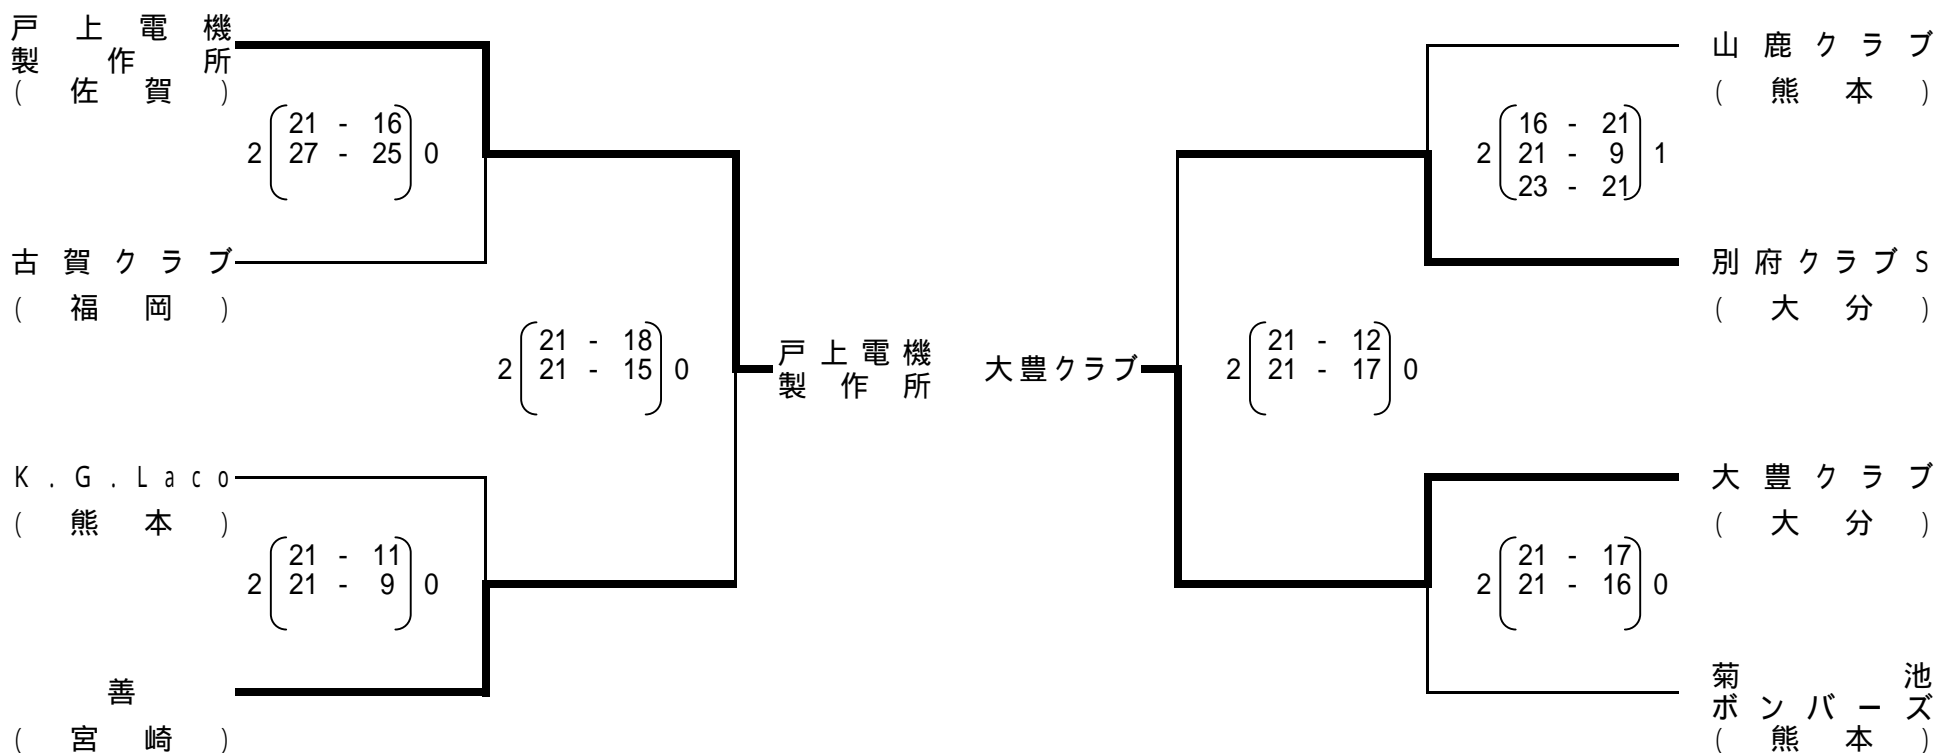 戸上電機
製作所
(佐賀)
2 21 - 16 0
27 - 25
古賀クラブ
(福岡)
2 21 - 18 0
21 - 15
戸上電機
製作所
K.G.Laco
(熊本)
2 21 - 11 0
21 - 9
善
(宮崎)
山鹿クラブ
(熊本)
2 16 - 21 1
21 - 9
23 - 21
別府クラブS
(大分)
大豊クラブ
2 21 - 12 0
21 - 17
大豊クラブ
(大分)
2 21 - 17 0
21 - 16
菊池
ボンバーズ
(熊本)